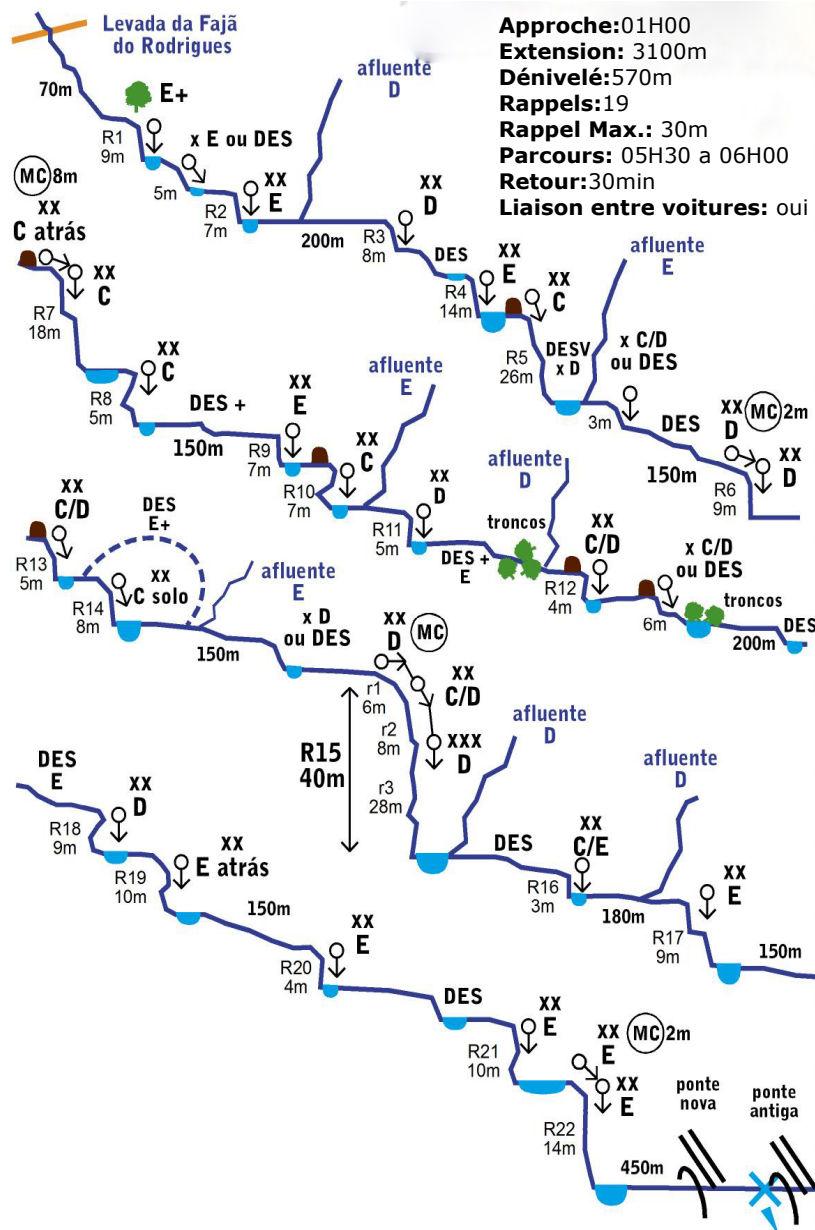 Levada da Fajã
do Rodrigues
Approche:01H00
Extension: 3100m
Dénivelé:570m
Rappels:19
Rappel Max.: 30m
Parcours: 05H30 a 06H00
Retour:30min
Liaison entre voitures: oui
70m
E+
R1
9m
x E ou DES
5m
R2
7m
xx
E
afluente
D
200m
R3
8m
xx
D
DES
R4
14m
xx
E
xx
C
R5
26m
DESV
x D
afluente
E
x C/D
ou DES
3m
DES
150m
xx
D
MC 2m
xx
D
R6
9m
MC 8m
xx
C atrás
xx
C
R7
18m
R8
5m
xx
C
DES +
150m
xx
E
R9
7m
xx
C
R10
7m
afluente
E
R11
5m
xx
D
DES +
E
troncos
afluente
D
R12
4m
xx
C/D
x C/D
ou DES
6m
troncos
200m
DES
xx
C/D
R13
5m
DES
E+
xx
C solo
R14
8m
afluente
E
150m
x D
ou DES
xx
D
MC
xx
C/D
r1
6m
r2
8m
xxx
D
r3
28m
R15
40m
afluente
D
DES
xx
C/E
R16
3m
180m
afluente
D
xx
E
R17
9m
150m
DES
E
xx
D
R18
9m
xx
E atrás
R19
10m
150m
xx
E
R20
4m
DES
xx
E
R21
10m
xx
E
MC 2m
xx
E
R22
14m
450m
ponte
nova
ponte
antiga